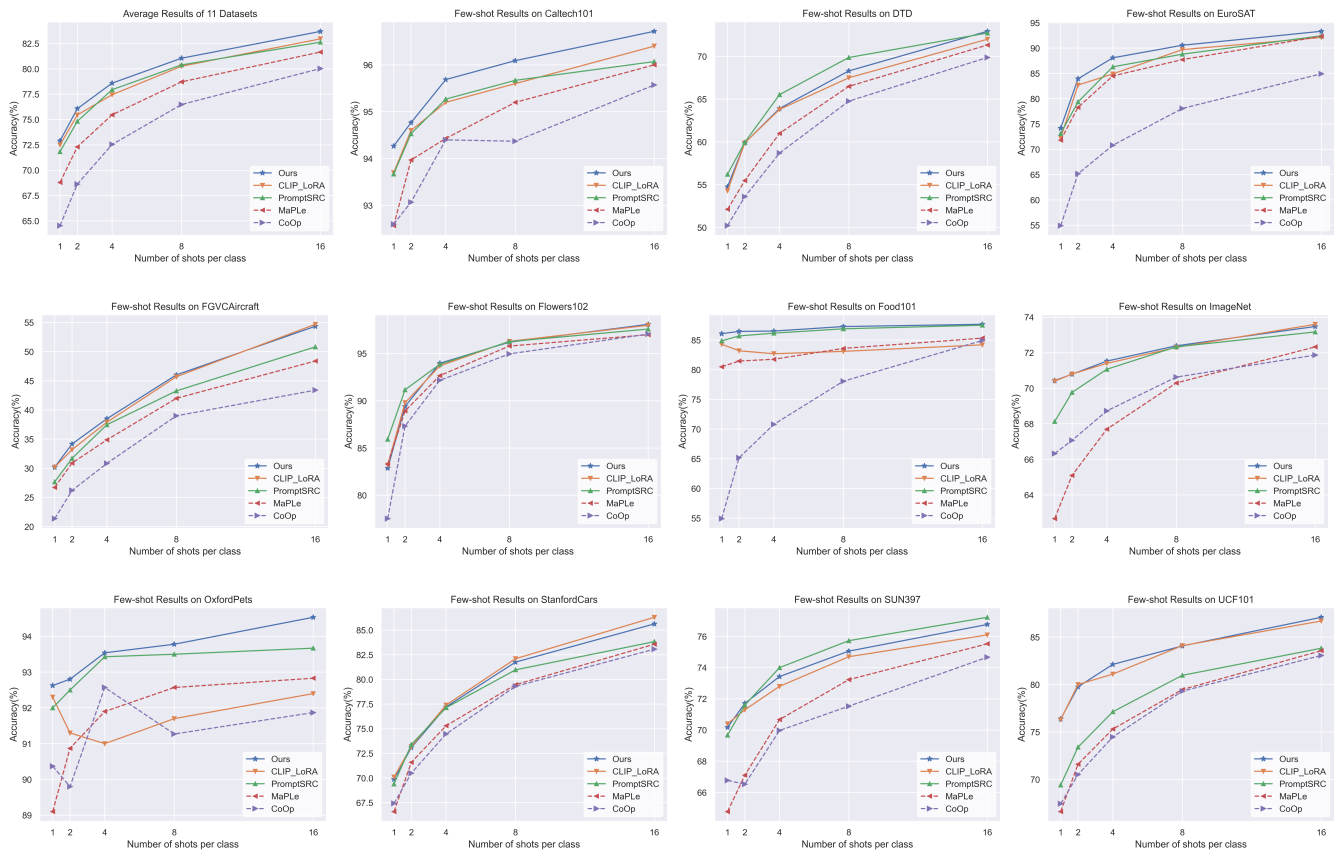 Average Results of 11 Datasets
Accuracy(%)
82.5
80.0
77.5
75.0
72.5
70.0
67.5
65.0
Ours
CLIP_LoRA
PromptSRC
MaPLe
CoOp
1 2 4 8 16
Number of shots per class
Few-shot Results on Caltech101
Accuracy(%)
96
95
94
93
Ours
CLIP_LoRA
PromptSRC
MaPLe
CoOp
1 2 4 8 16
Number of shots per class
Few-shot Results on DTD
Accuracy(%)
70
65
60
55
50
Ours
CLIP_LoRA
PromptSRC
MaPLe
CoOp
1 2 4 8 16
Number of shots per class
Few-shot Results on EuroSAT
Accuracy(%)
95
90
85
80
75
70
65
60
55
Ours
CLIP_LoRA
PromptSRC
MaPLe
CoOp
1 2 4 8 16
Number of shots per class
Few-shot Results on FGVCAircraft
Accuracy(%)
55
50
45
40
35
30
25
20
Ours
CLIP_LoRA
PromptSRC
MaPLe
CoOp
1 2 4 8 16
Number of shots per class
Few-shot Results on Flowers102
Accuracy(%)
95
90
85
80
Ours
CLIP_LoRA
PromptSRC
MaPLe
CoOp
1 2 4 8 16
Number of shots per class
Few-shot Results on Food101
Accuracy(%)
85
80
75
70
65
60
55
Ours
CLIP_LoRA
PromptSRC
MaPLe
CoOp
1 2 4 8 16
Number of shots per class
Few-shot Results on ImageNet
Accuracy(%)
74
72
70
68
66
64
Ours
CLIP_LoRA
PromptSRC
MaPLe
CoOp
1 2 4 8 16
Number of shots per class
Few-shot Results on OxfordPets
Accuracy(%)
94
93
92
91
90
89
Ours
CLIP_LoRA
PromptSRC
MaPLe
CoOp
1 2 4 8 16
Number of shots per class
Few-shot Results on StanfordCars
Accuracy(%)
85.0
82.5
80.0
77.5
75.0
72.5
70.0
67.5
Ours
CLIP_LoRA
PromptSRC
MaPLe
CoOp
1 2 4 8 16
Number of shots per class
Few-shot Results on SUN397
Accuracy(%)
76
74
72
70
68
66
Ours
CLIP_LoRA
PromptSRC
MaPLe
CoOp
1 2 4 8 16
Number of shots per class
Few-shot Results on UCF101
Accuracy(%)
85
80
75
70
Ours
CLIP_LoRA
PromptSRC
MaPLe
CoOp
1 2 4 8 16
Number of shots per class